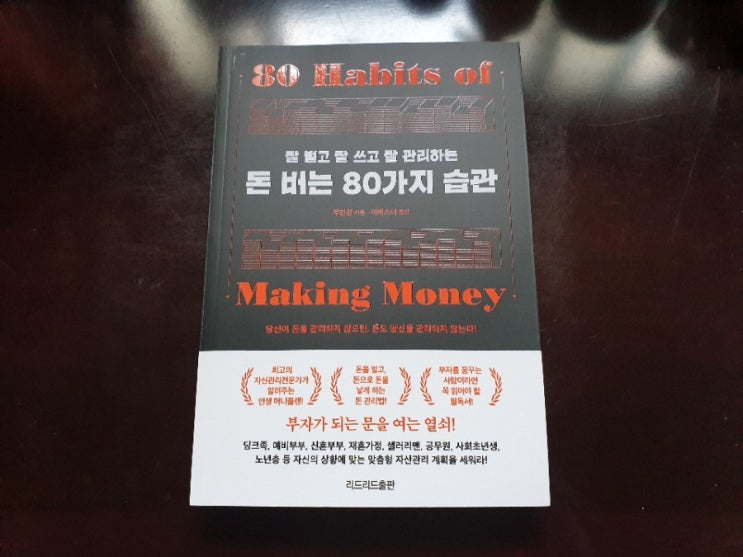 80 Habits of
잘 벌고 잘 쓰고 잘 관리하는
돈 버는 80가지 습관
지음 · 옮김
Making Money
당신이 돈을 관리하지 않으면, 돈도 당신을 관리하지 않는다!
최고의
자산관리전문가가
알려주는
인생 머니플랜!
돈을 벌고,
돈으로 돈을
낳게 하는
돈 관리법!
부자를 꿈꾸는
사람이라면
꼭 읽어야 할
필독서!
부자가 되는 문을 여는 열쇠!
딩크족, 예비부부, 신혼부부, 재혼가정, 샐러리맨, 공무원, 사회초년생,
노년층 등 자신의 상황에 맞는 맞춤형 자산관리 계획을 세워라!
리드리드출판